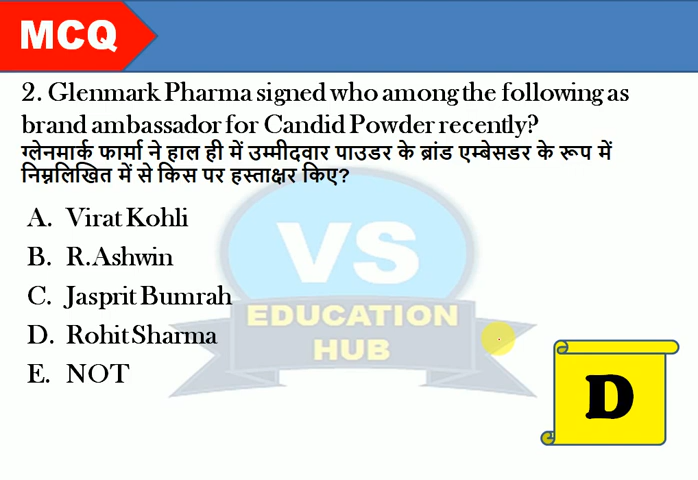 MCQ
2. Glenmark Pharma signed who among the following as
brand ambassador for Candid Powder recently?
ग्लेनमार्क फार्मा ने हाल ही में उम्मीदवार पाउडर के ब्रांड एम्बेसडर के रूप में
निम्नलिखित में से किस पर हस्ताक्षर किए?
A. Virat Kohli
B. R.Ashwin
C. Jasprit Bumrah
D. Rohit Sharma
E. NOT
VS
EDUCATION
HUB
D